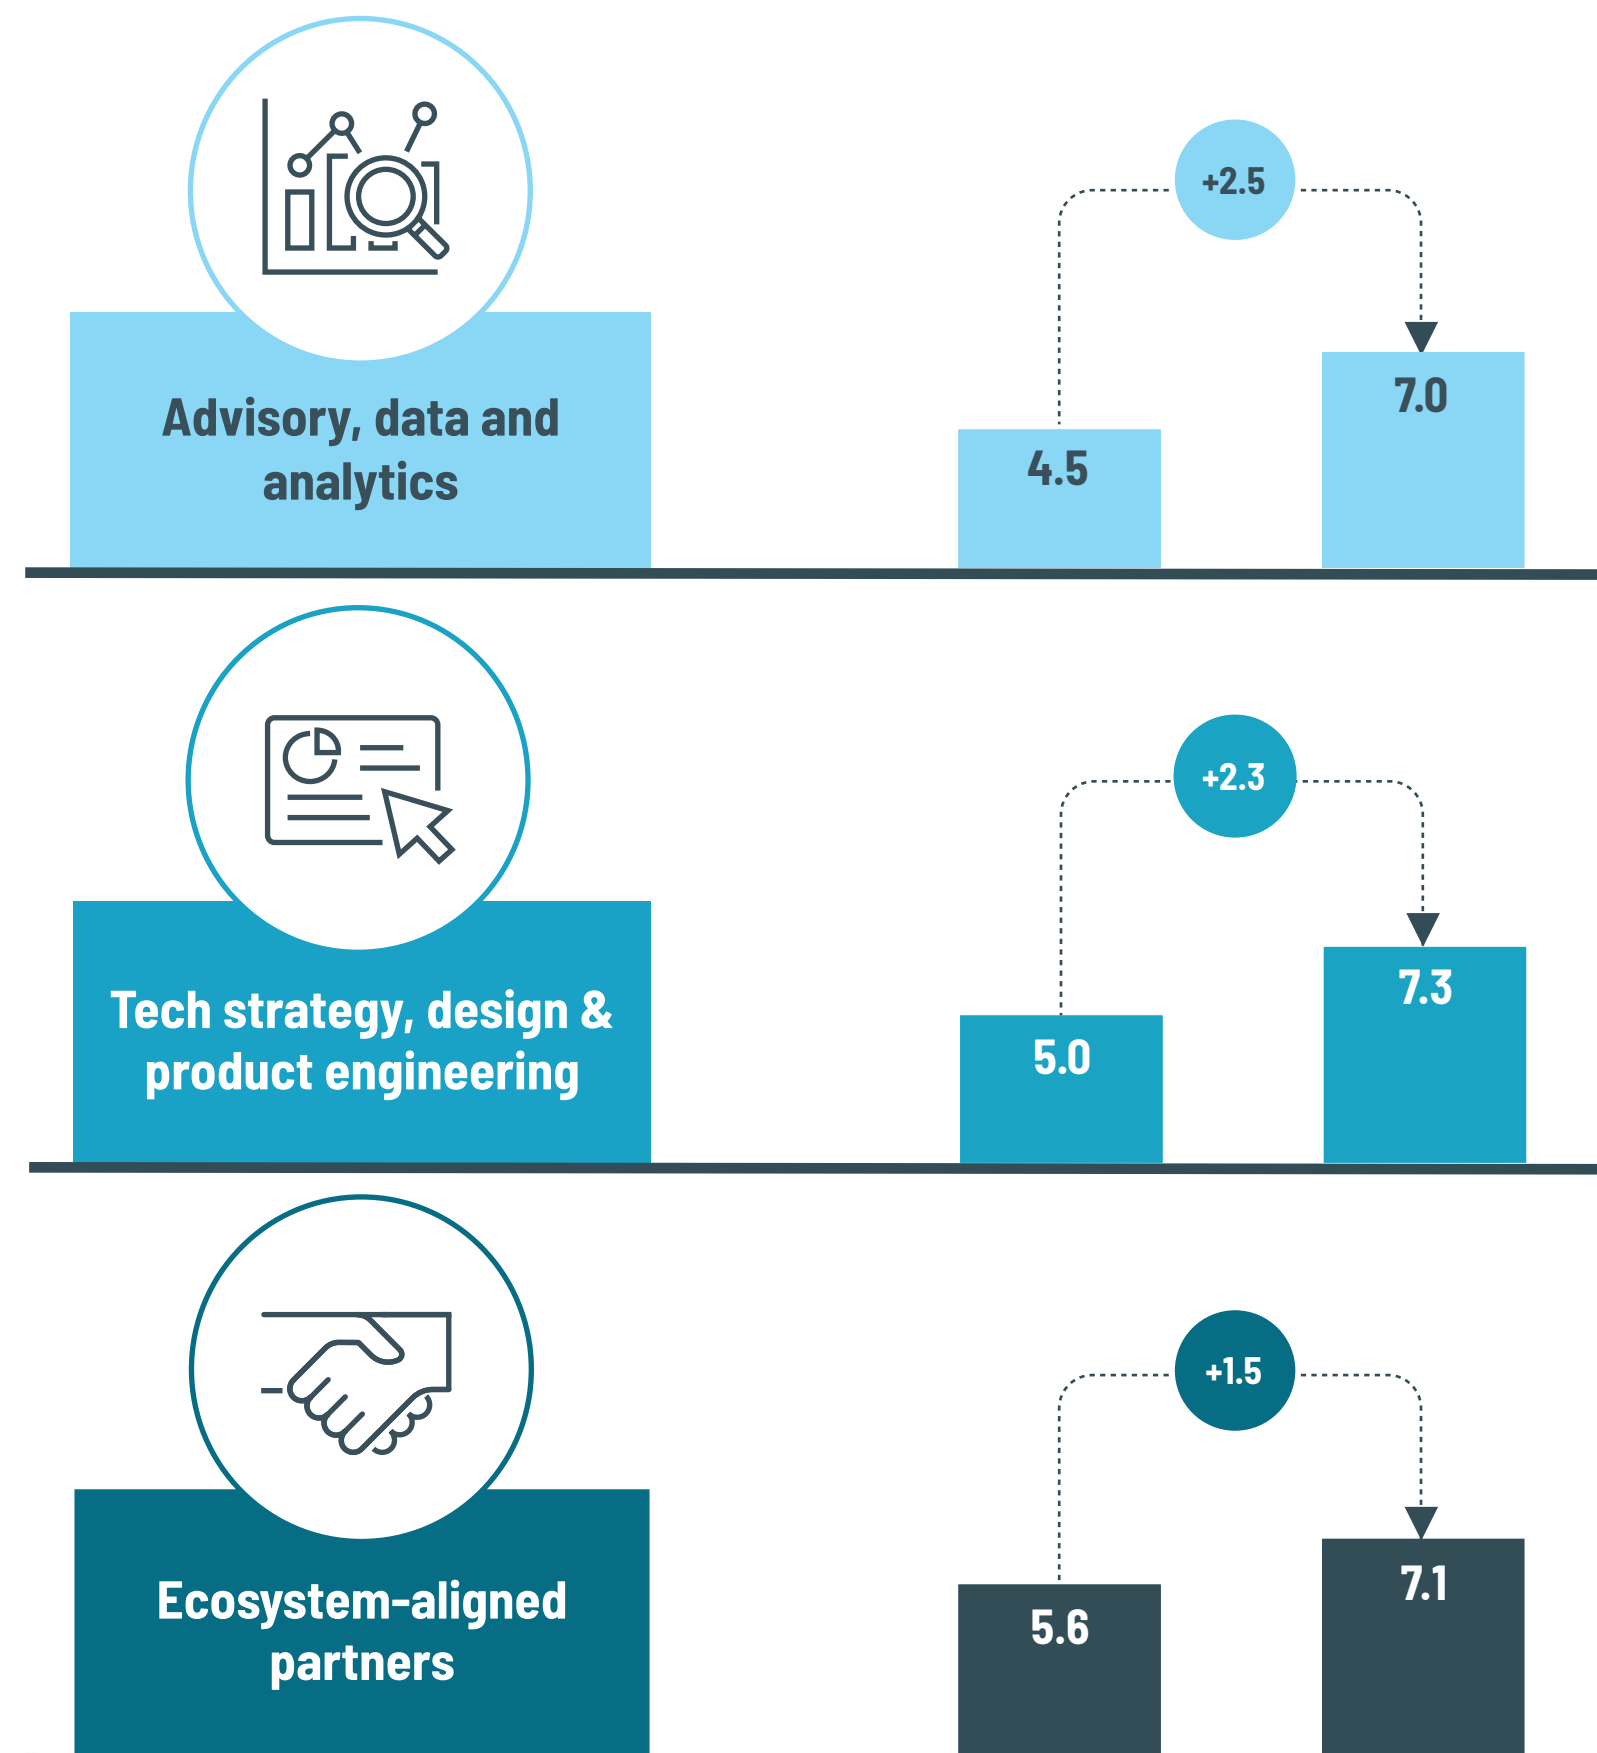 +2.5
7.0
4.5
Advisory, data and
analytics
+2.3
7.3
5.0
Tech strategy, design &
product engineering
+1.5
7.1
5.6
Ecosystem-aligned
partners